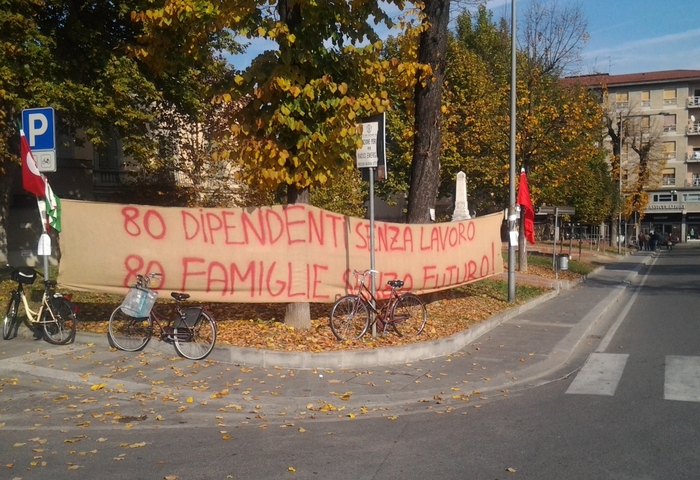 P
80 DIPENDENTI SENZA LAVORO
80 FAMIGLIE SENZA FUTURO!